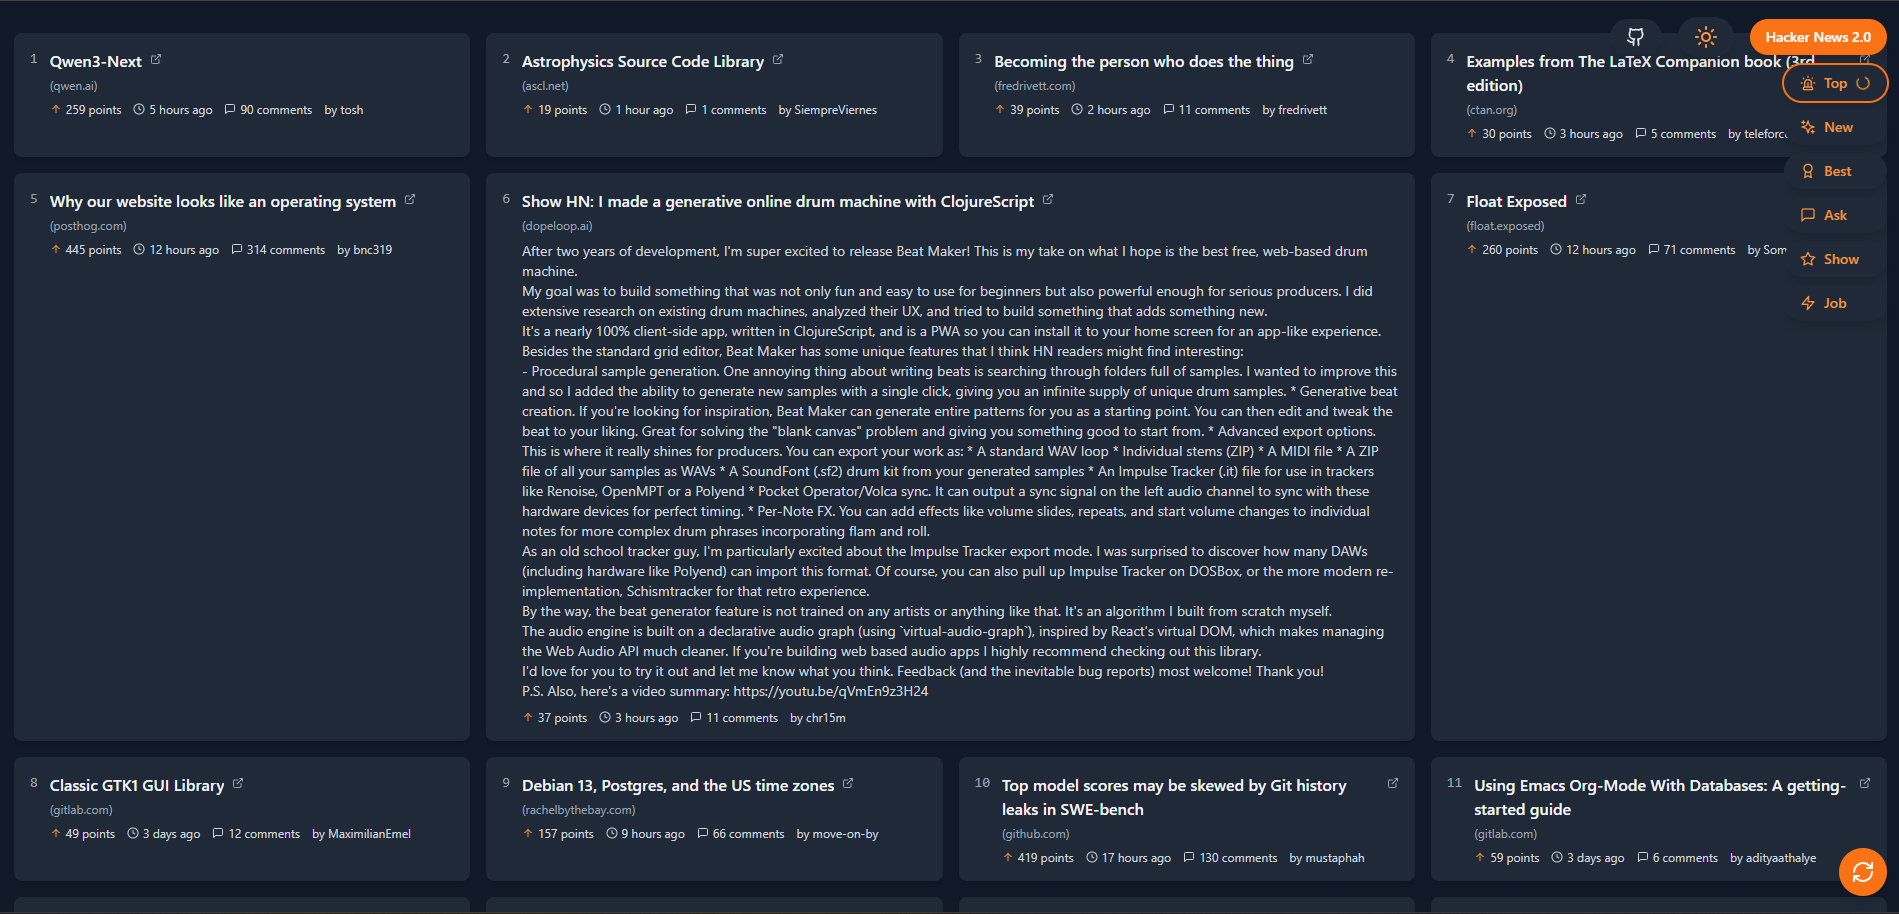 Hacker News 2.0
Top
New
Best
Ask
Show
Job
1 Qwen3-Next
(qwen.ai)
259 points 5 hours ago 90 comments by tosh
2 Astrophysics Source Code Library
(ascl.net)
19 points 1 hour ago 1 comments by SiempreViernes
3 Becoming the person who does the thing
(fredrivett.com)
39 points 2 hours ago 11 comments by fredrivett
4 Examples from The LaTeX Companion book (3rd
edition)
(ctan.org)
30 points 3 hours ago 5 comments by
5 Why our website looks like an operating system
(posthog.com)
445 points 12 hours ago 314 comments by bnc319
6 Show HN: I made a generative online drum machine with ClojureScript
(dopeloop.ai)
After two years of development, I'm super excited to release Beat Maker! This is my take on what I hope is the best free, web-based drum
machine.
My goal was to build something that was not only fun and easy to use for beginners but also powerful enough for serious producers. I did
extensive research on existing drum machines, analyzed their UX, and tried to build something that adds something new.
It's a nearly 100% client-side app, written in ClojureScript, and is a PWA so you can install it to your home screen for an app-like experience.
Besides the standard grid editor, Beat Maker has some unique features that I think HN readers might find interesting:
- Procedural sample generation. One annoying thing about writing beats is searching through folders full of samples. I wanted to improve this
and so I added the ability to generate new samples with a single click, giving you an infinite supply of unique drum samples. * Generative beat
creation. If you're looking for inspiration, Beat Maker can generate entire patterns for you as a starting point. You can then edit and tweak the
beat to your liking. Great for solving the "blank canvas" problem and giving you something good to start from. * Advanced export options.
This is where it really shines for producers. You can export your work as: * A standard WAV loop * Individual stems (ZIP) * A MIDI file * A ZIP
file of all your samples as WAVs * A SoundFont (.sf2) drum kit from your generated samples * An Impulse Tracker (.it) file for use in trackers
like Renoise, OpenMPT or a Polyend * Pocket Operator/Volca sync. It can output a sync signal on the left audio channel to sync with these
hardware devices for perfect timing. * Per-Note FX. You can add effects like volume slides, repeats, and start volume changes to individual
notes for more complex drum phrases incorporating flam and roll.
As an old school tracker guy, I'm particularly excited about the Impulse Tracker export mode. I was surprised to discover how many DAWs
(including hardware like Polyend) can import this format. Of course, you can also pull up Impulse Tracker on DOSBox, or the more modern re-
implementation, Schismtracker for that retro experience.
By the way, the beat generator feature is not trained on any artists or anything like that. It's an algorithm I built from scratch myself.
The audio engine is built on a declarative audio graph (using `virtual-audio-graph`), inspired by React's virtual DOM, which makes managing
the Web Audio API much cleaner. If you're building web based audio apps I highly recommend checking out this library.
I'd love for you to try it out and let me know what you think. Feedback (and the inevitable bug reports) most welcome! Thank you!
P.S. Also, here's a video summary: https://youtu.be/qVmEn9z3H24
37 points 3 hours ago 11 comments by chr15m
7 Float Exposed
(float.exposed)
260 points 12 hours ago 71 comments by
8 Classic GTK1 GUI Library
(gitlab.com)
49 points 3 days ago 12 comments by MaximilianEmel
9 Debian 13, Postgres, and the US time zones
(rachelbythebay.com)
157 points 9 hours ago 66 comments by move-on-by
10 Top model scores may be skewed by Git history
leaks in SWE-bench
(github.com)
419 points 17 hours ago 130 comments by mustaphah
11 Using Emacs Org-Mode With Databases: A getting-
started guide
(gitlab.com)
59 points 3 days ago 6 comments by adityaathalye